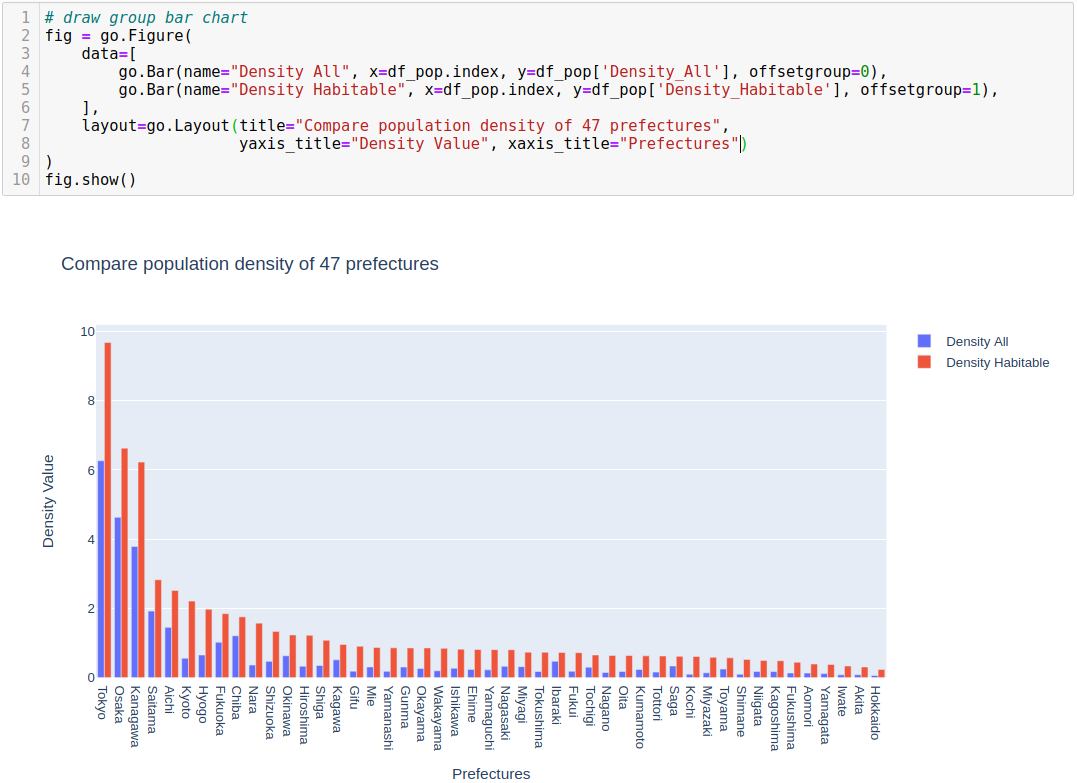 1 # draw group bar chart
2 fig = go.Figure(
3     data=[
4         go.Bar(name="Density All", x=df_pop.index, y=df_pop['Density_All'], offsetgroup=0),
5         go.Bar(name="Density Habitable", x=df_pop.index, y=df_pop['Density_Habitable'], offsetgroup=1),
6     ],
7     layout=go.Layout(title="Compare population density of 47 prefectures",
8                      yaxis_title="Density Value", xaxis_title="Prefectures")
9 )
10 fig.show()
Compare population density of 47 prefectures
10
8
6
4
2
0
Density Value
Density All
Density Habitable
Tokyo
Osaka
Kanagawa
Saitama
Aichi
Kyoto
Hyogo
Fukuoka
Chiba
Nara
Shizuoka
Okinawa
Hiroshima
Shiga
Kagawa
Gifu
Mie
Yamanashi
Gunma
Okayama
Wakayama
Ishikawa
Ehime
Yamaguchi
Nagasaki
Miyagi
Tokushima
Ibaraki
Fukui
Tochigi
Nagano
Oita
Kumamoto
Tottori
Saga
Kochi
Miyazaki
Toyama
Shimane
Niigata
Kagoshima
Fukushima
Aomori
Yamagata
Iwate
Akita
Hokkaido
Prefectures